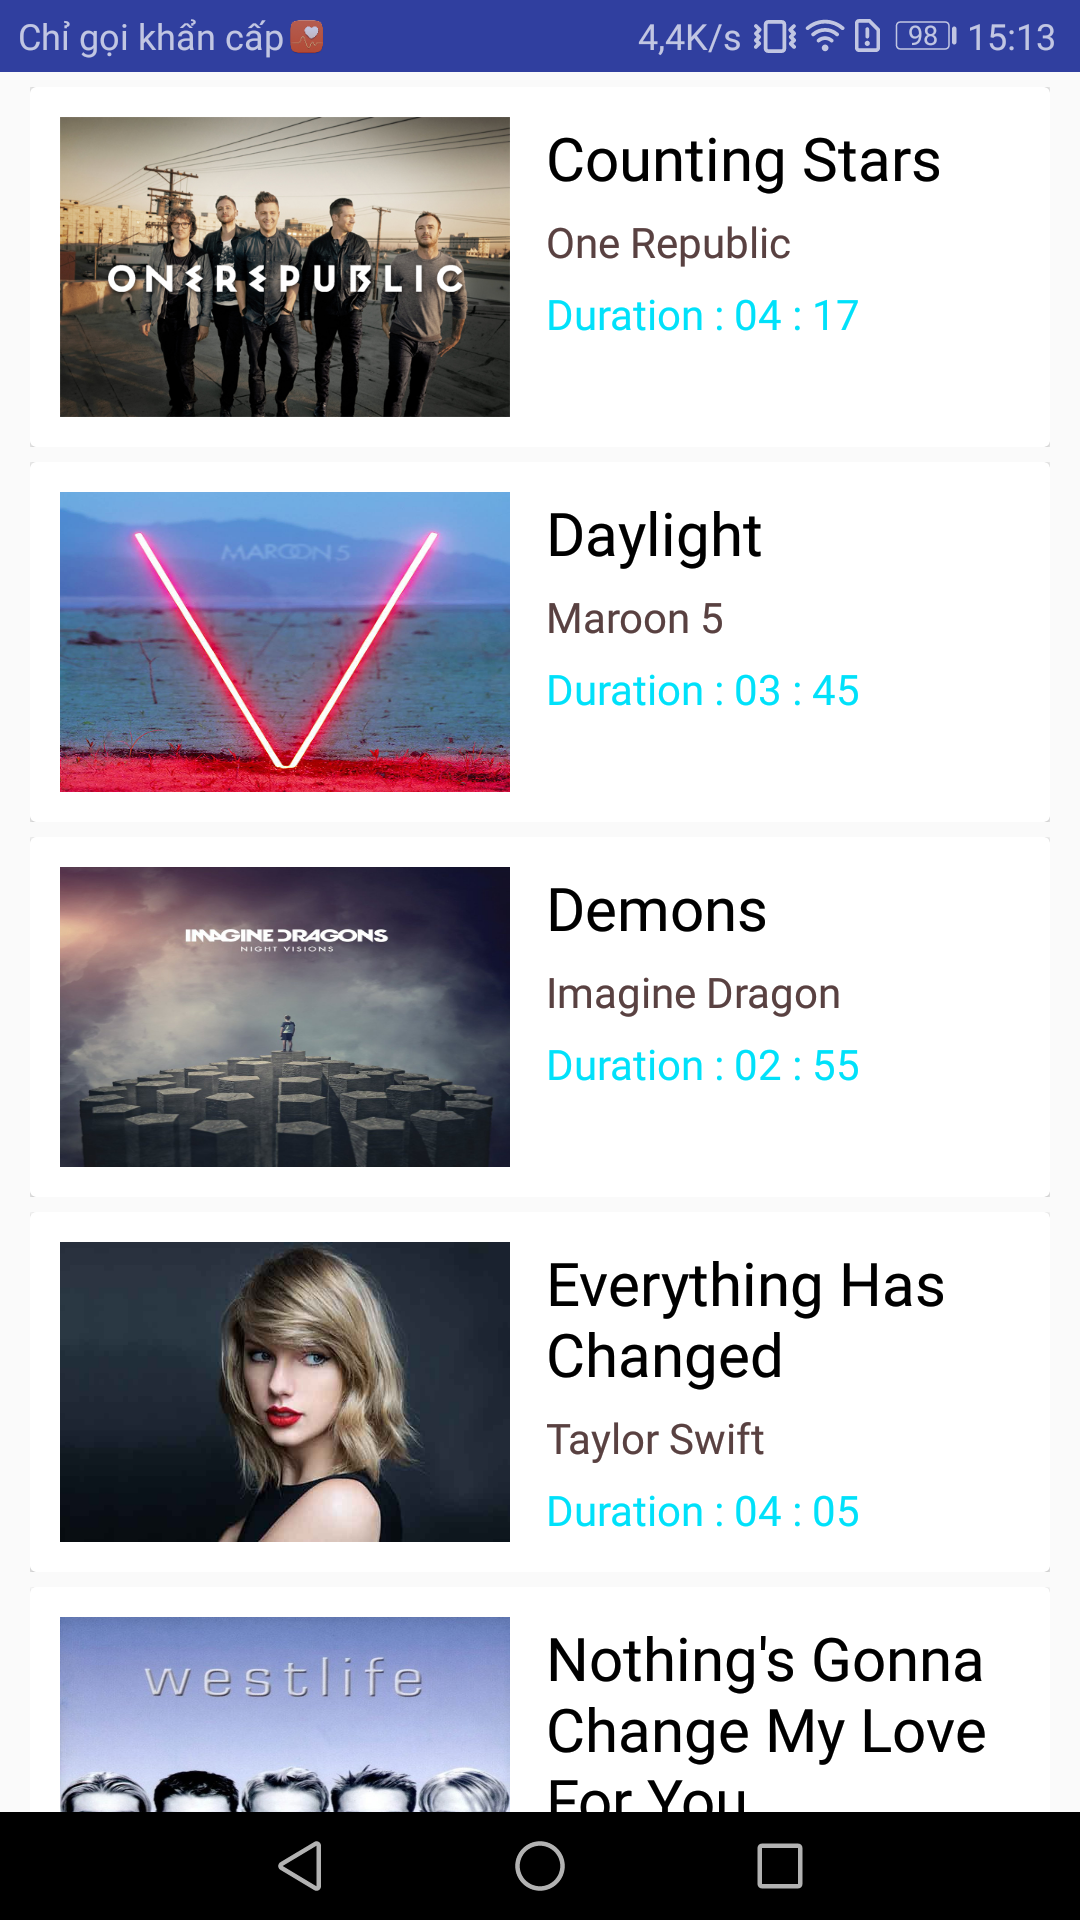 Chỉ gọi khẩn cấp 4,4K/s 98 15:13
ONEREPUBLIC
Counting Stars
One Republic
Duration : 04 : 17
MAROON 5
Daylight
Maroon 5
Duration : 03 : 45
IMAGINE DRAGONS
NIGHT VISIONS
Demons
Imagine Dragon
Duration : 02 : 55
Everything Has
Changed
Taylor Swift
Duration : 04 : 05
westlife
Nothing's Gonna
Change My Love
For You